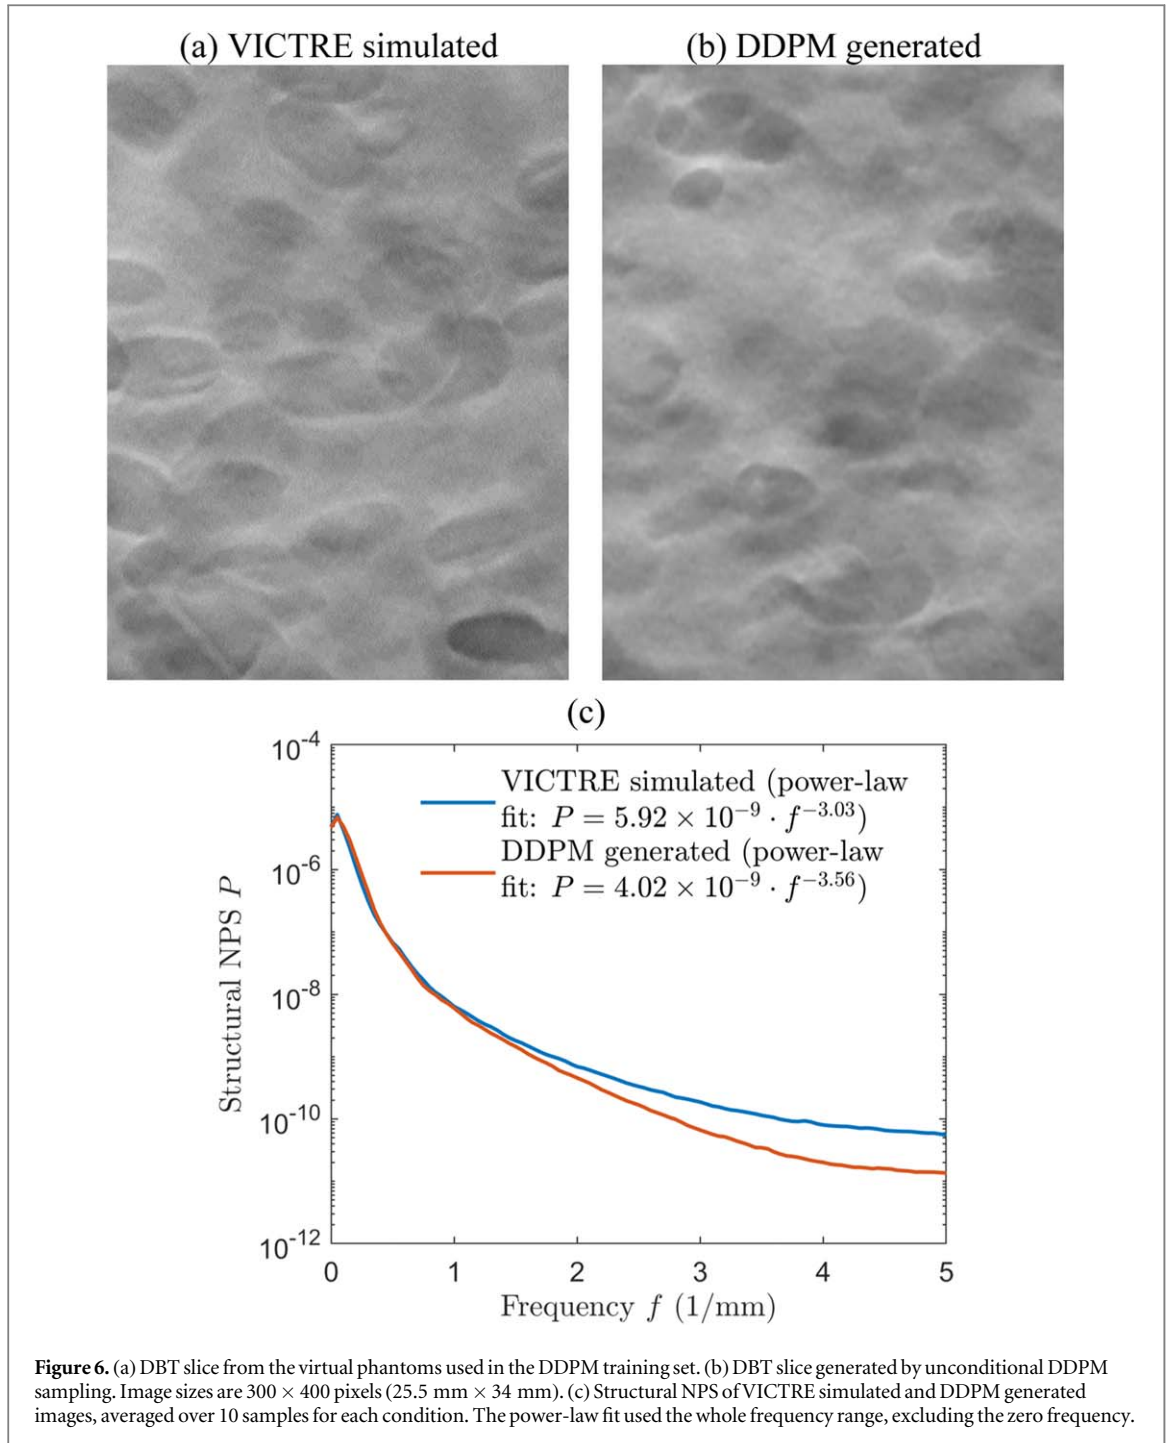 (a) VICTRE simulated
(b) DDPM generated
(c)
10⁻⁴
10⁻⁶
10⁻⁸
10⁻¹⁰
10⁻¹²
Structural NPS P
VICTRE simulated (power-law
fit: P = 5.92 × 10⁻⁹ · f⁻³·⁰³)
DDPM generated (power-law
fit: P = 4.02 × 10⁻⁹ · f⁻³·⁵⁶)
0 1 2 3 4 5
Frequency f (1/mm)
Figure 6. (a) DBT slice from the virtual phantoms used in the DDPM training set. (b) DBT slice generated by unconditional DDPM
sampling. Image sizes are 300 × 400 pixels (25.5 mm × 34 mm). (c) Structural NPS of VICTRE simulated and DDPM generated
images, averaged over 10 samples for each condition. The power-law fit used the whole frequency range, excluding the zero frequency.